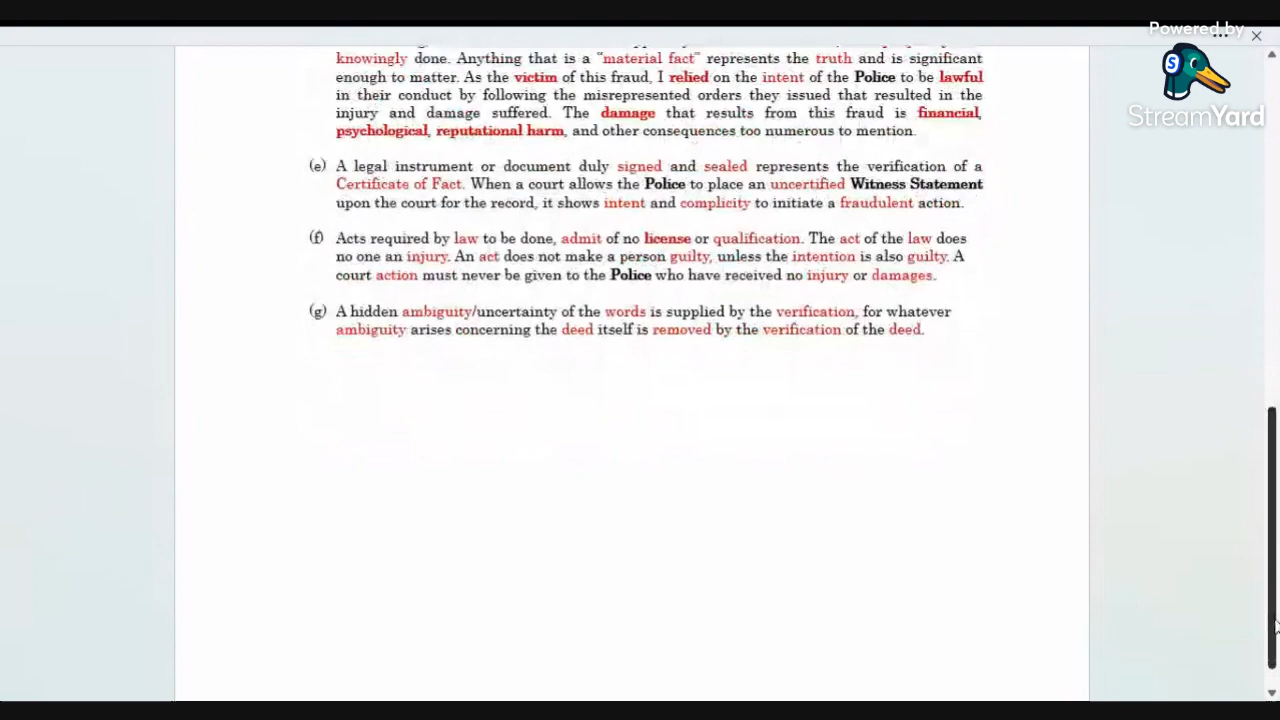 Powered by
StreamYard
knowingly done. Anything that is a "material fact" represents the truth and is significant
enough to matter. As the victim of this fraud, I relied on the intent of the Police to be lawful
in their conduct by following the misrepresented orders they issued that resulted in the
injury and damage suffered. The damage that results from this fraud is financial,
psychological, reputational harm, and other consequences too numerous to mention.
(e) A legal instrument or document duly signed and sealed represents the verification of a
Certificate of Fact. When a court allows the Police to place an uncertified Witness Statement
upon the court for the record, it shows intent and complicity to initiate a fraudulent action.
(f) Acts required by law to be done, admit of no license or qualification. The act of the law does
no one an injury. An act does not make a person guilty, unless the intention is also guilty. A
court action must never be given to the Police who have received no injury or damages.
(g) A hidden ambiguity/uncertainty of the words is supplied by the verification, for whatever
ambiguity arises concerning the deed itself is removed by the verification of the deed.